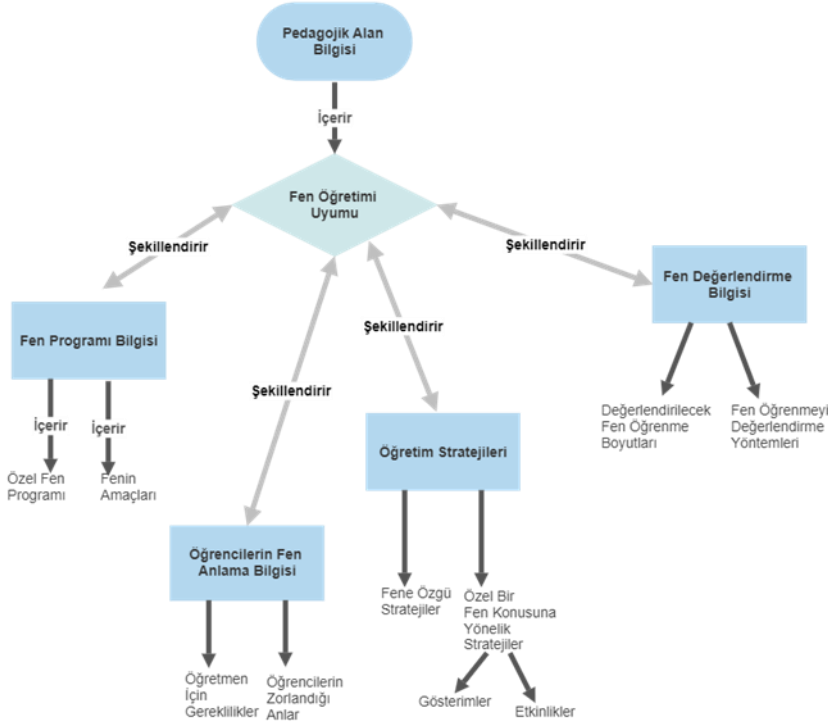 Pedagojik Alan
Bilgisi
İçerir
Fen Öğretimi
Uyumu
Şekillendirir
Şekillendirir
Şekillendirir
Şekillendirir
Fen Programı Bilgisi
İçerir
İçerir
Özel Fen
Programı
Fenin
Amaçları
Öğrencilerin Fen
Anlama Bilgisi
Öğretmen
İçin
Gereklilikler
Öğrencilerin
Zorlandığı
Anlar
Öğretim Stratejileri
Fene Özgü
Stratejiler
Özel Bir
Fen Konusuna
Yönelik
Stratejiler
Gösterimler
Etkinlikler
Fen Değerlendirme
Bilgisi
Değerlendirilecek
Fen Öğrenme
Boyutları
Fen Öğrenmeyi
Değerlendirme
Yöntemleri